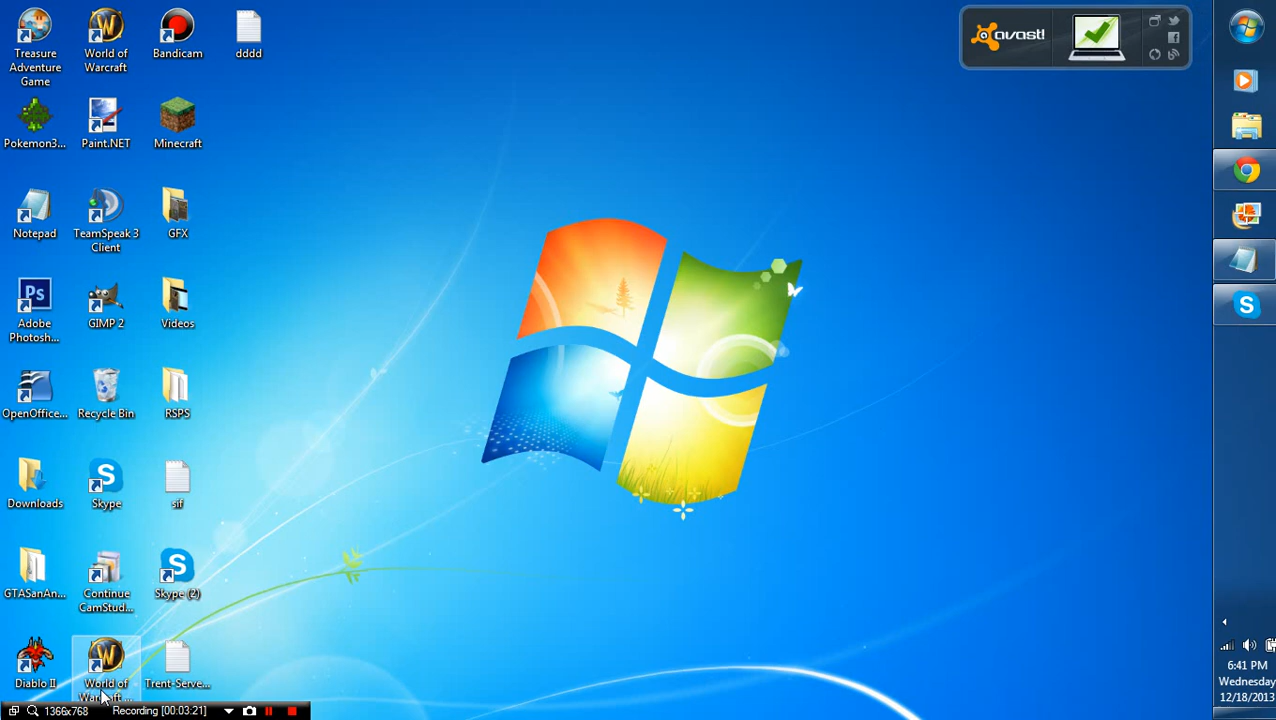 Treasure
Adventure
Game
World of
Warcraft
Bandicam
dddd
avast!
Pokemon3...
Paint.NET
Minecraft
Notepad
TeamSpeak 3
Client
GFX
Ps
Adobe
Photosh...
GIMP 2
Videos
OpenOffice...
Recycle Bin
RSPS
Downloads
Skype
sif
GTASanAn...
Continue
CamStud...
Skype (2)
Diablo II
World of
Warcraft...
Trent-Serve...
6:41 PM
Wednesday
12/18/2013
1366x768
Recording [00:03:21]